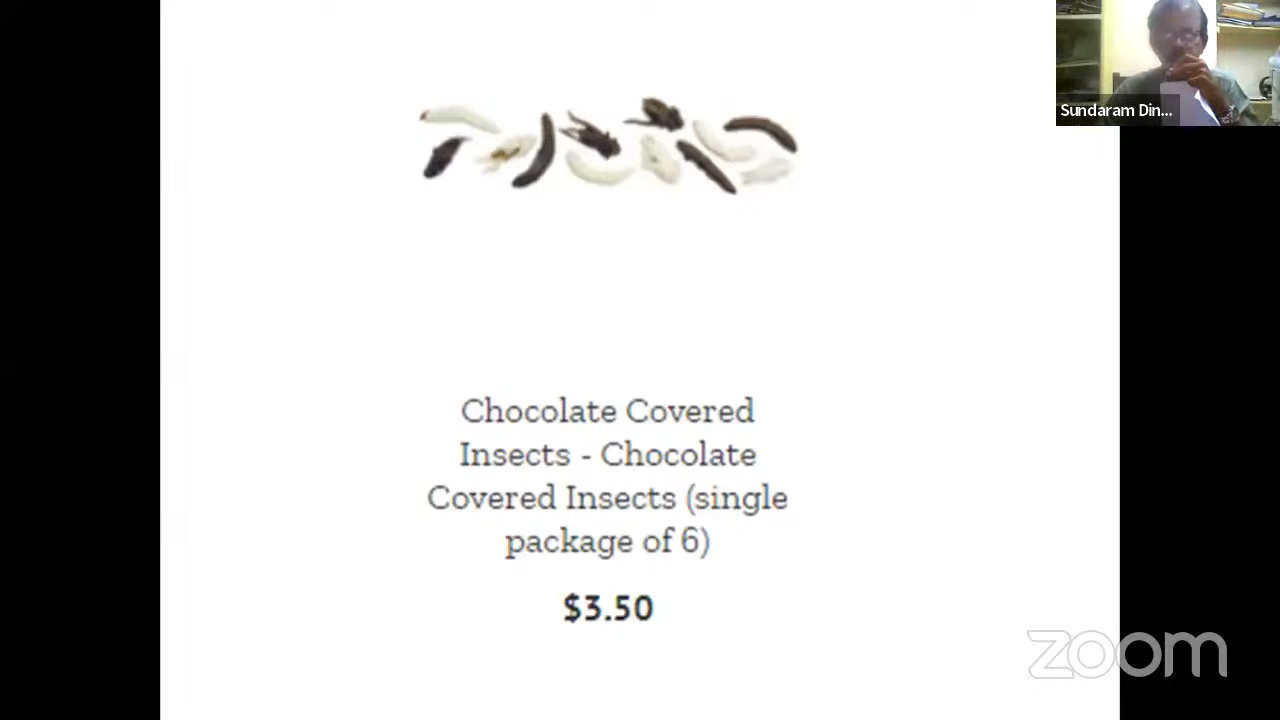 Sundaram Din...
Chocolate Covered
Insects - Chocolate
Covered Insects (single
package of 6)
$3.50
zoom